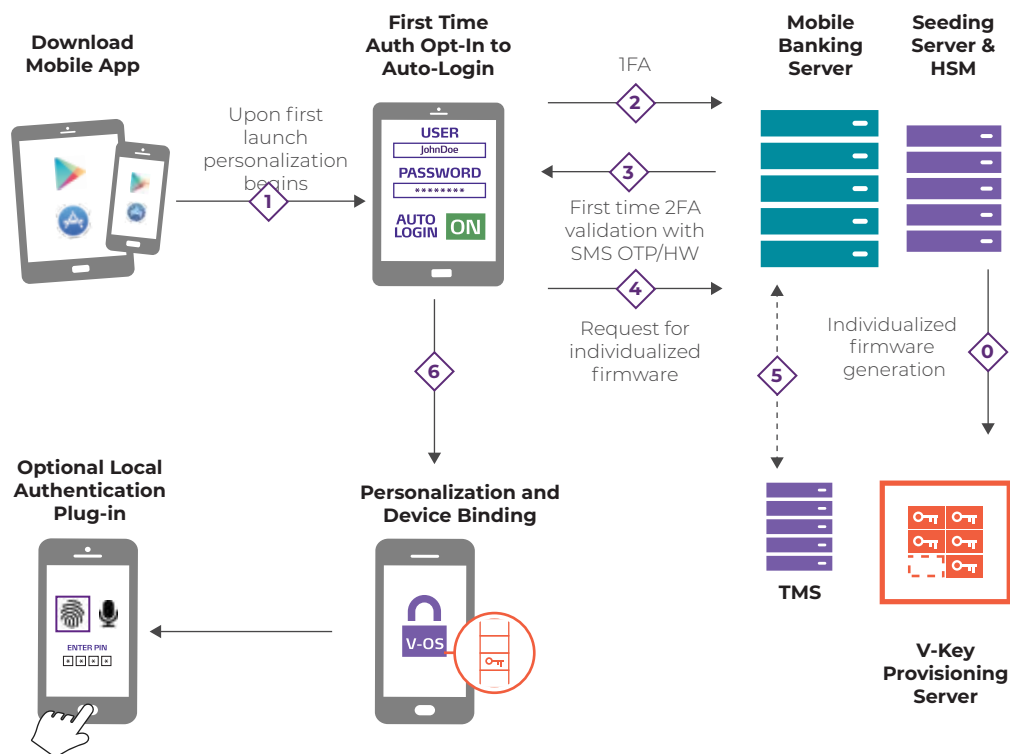 Download
Mobile App
First Time
Auth Opt-In to
Auto-Login
Mobile
Banking
Server
Seeding
Server &
HSM
Upon first
launch
personalization
begins
1
USER
JohnDoe
PASSWORD
********
AUTO
LOGIN
ON
1FA
2
3
First time 2FA
validation with
SMS OTP/HW
4
Request for
individualized
firmware
5
Individualized
firmware
generation
0
6
Optional Local
Authentication
Plug-in
ENTER PIN
* * * *
Personalization and
Device Binding
V-OS
TMS
V-Key
Provisioning
Server